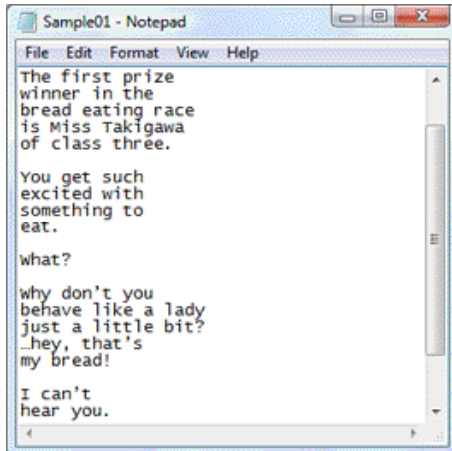 Sample01 - Notepad
File Edit Format View Help
The first prize
winner in the
bread eating race
is Miss Takigawa
of class three.
You get such
excited with
something to
eat.
What?
Why don't you
behave like a lady
just a little bit?
…hey, that's
my bread!
I can't
hear you.